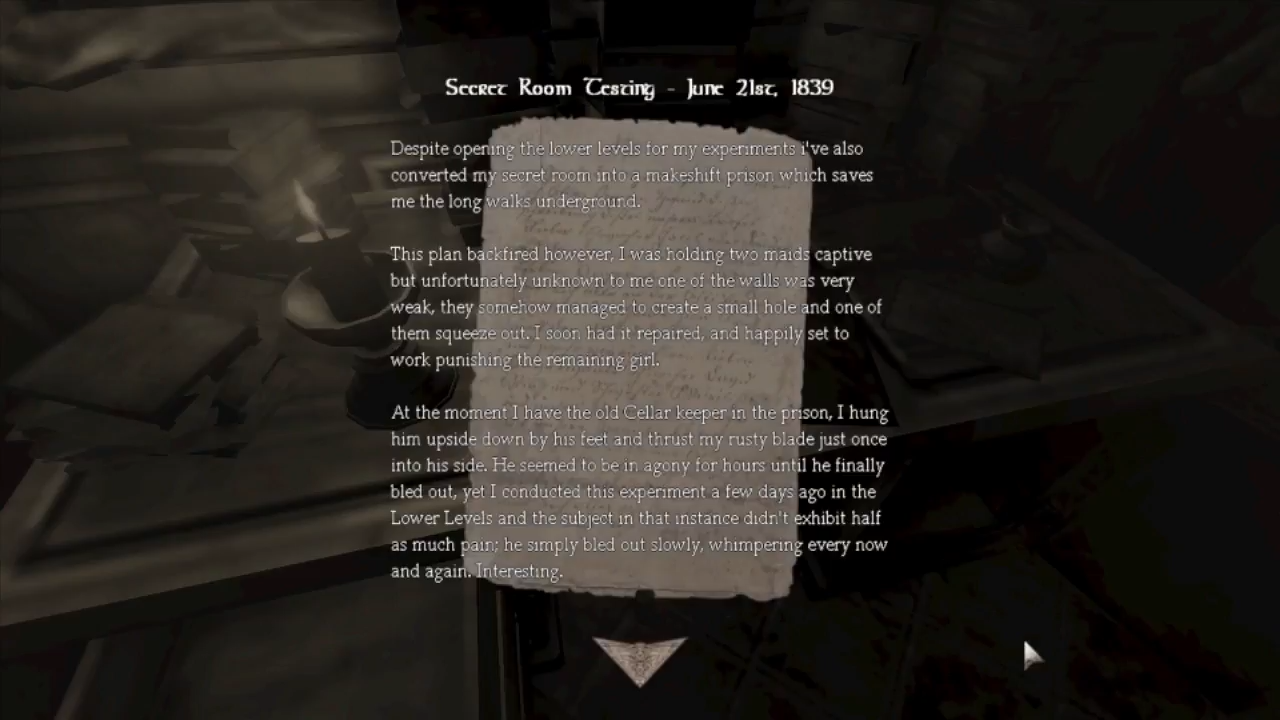 Secret Room Testing - June 21st, 1839
Despite opening the lower levels for my experiments i've also
converted my secret room into a makeshift prison which saves
me the long walks underground.
This plan backfired however, I was holding two maids captive
but unfortunately unknown to me one of the walls was very
weak, they somehow managed to create a small hole and one of
them squeeze out. I soon had it repaired, and happily set to
work punishing the remaining girl.
At the moment I have the old Cellar keeper in the prison, I hung
him upside down by his feet and thrust my rusty blade just once
into his side. He seemed to be in agony for hours until he finally
bled out, yet I conducted this experiment a few days ago in the
Lower Levels and the subject in that instance didn't exhibit half
as much pain; he simply bled out slowly, whimpering every now
and again. Interesting.